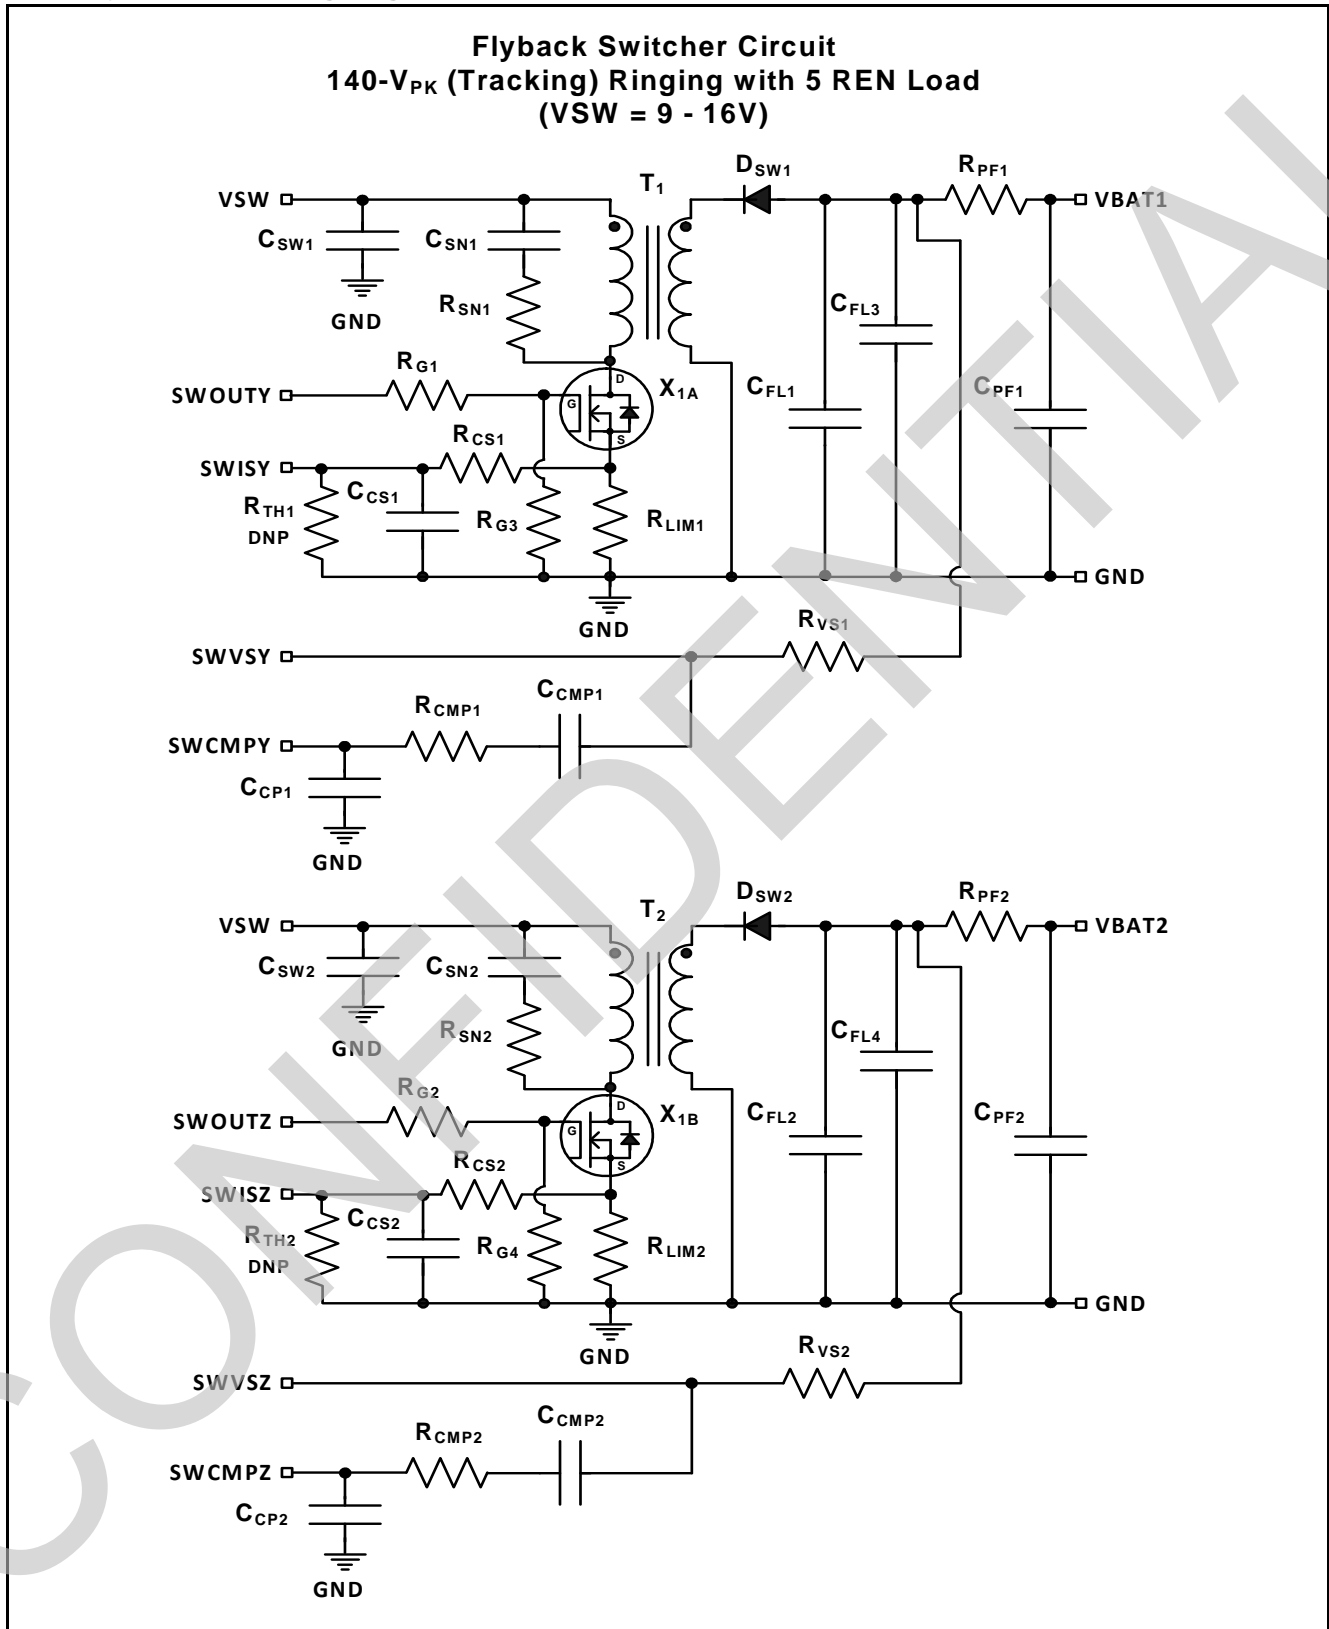 Flyback Switcher Circuit
140-VPK (Tracking) Ringing with 5 REN Load
(VSW = 9 - 16V)
DSW1
RPF1
T1
VSW
VBAT1
CSW1
CSN1
RSN1
CFL3
GND
RG1
D
X1A
CFL1
CPF1
SWOUTY
G
RCS1
S
SWISY
CCS1
RTH1
DNP
RG3
RLIM1
GND
GND
RVS1
SWVSY
CCMP1
RCMP1
SWCMPY
CCP1
GND
DSW2
RPF2
T2
VSW
VBAT2
CSW2
CSN2
RSN2
CFL4
GND
RG2
D
X1B
CFL2
CPF2
SWOUTZ
G
RCS2
S
SWISZ
CCS2
RTH2
DNP
RG4
RLIM2
GND
GND
RVS2
SWVSZ
CCMP2
RCMP2
SWCMPZ
CCP2
GND
CONFIDENTIAL